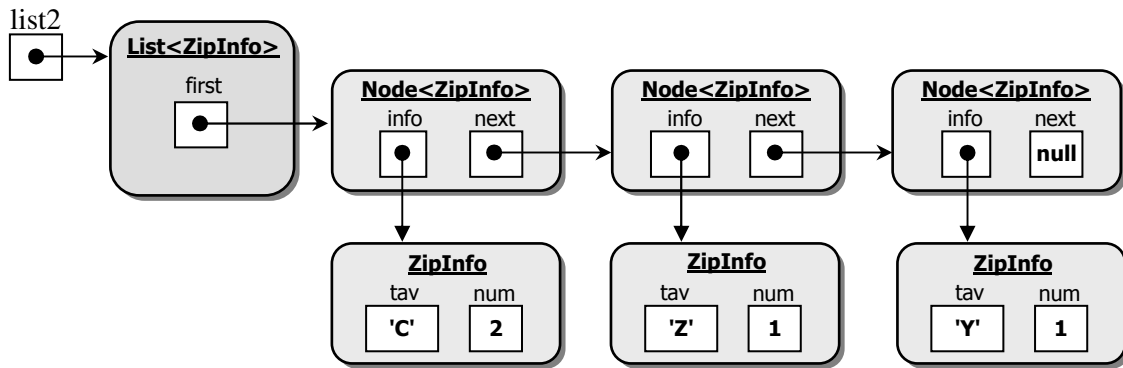 list2
List<ZipInfo>
first
Node<ZipInfo>
info next
Node<ZipInfo>
info next
Node<ZipInfo>
info next
null
ZipInfo
tav num
'C' 2
ZipInfo
tav num
'Z' 1
ZipInfo
tav num
'Y' 1